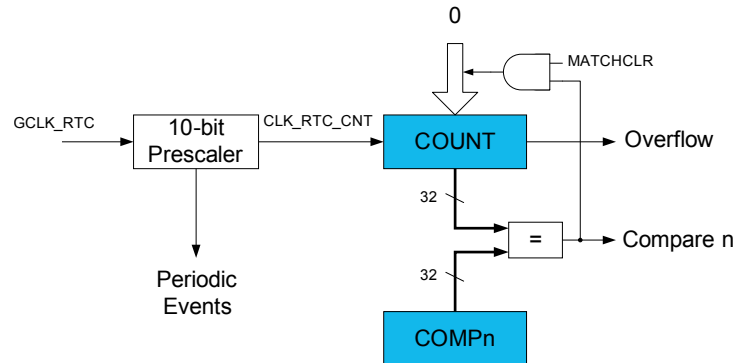 0
MATCHCLR
GCLK_RTC
10-bit
Prescaler
CLK_RTC_CNT
COUNT
Overflow
32
=
Compare n
32
Periodic
Events
COMPn